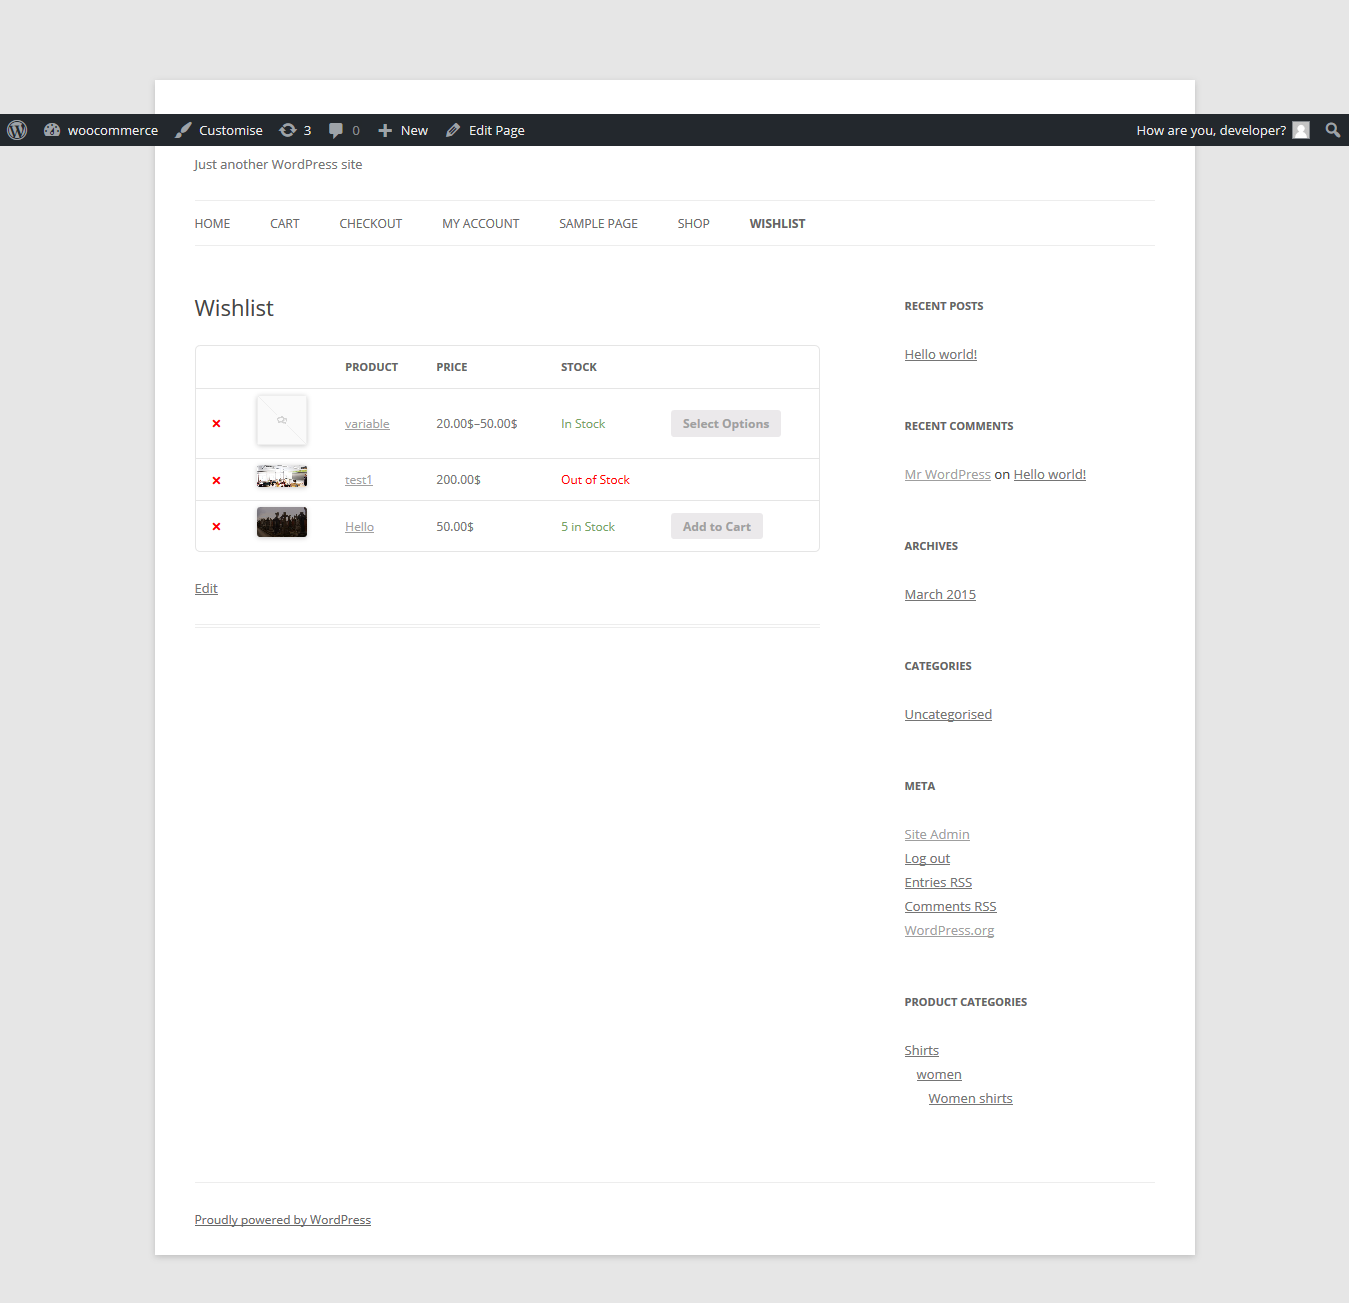 woocommerce Customise 3 0 New Edit Page How are you, developer?
Just another WordPress site
HOME CART CHECKOUT MY ACCOUNT SAMPLE PAGE SHOP WISHLIST
Wishlist
PRODUCT PRICE STOCK
× variable 20.00$–50.00$ In Stock Select Options
× test1 200.00$ Out of Stock
× Hello 50.00$ 5 in Stock Add to Cart
Edit
RECENT POSTS
Hello world!
RECENT COMMENTS
Mr WordPress on Hello world!
ARCHIVES
March 2015
CATEGORIES
Uncategorised
META
Site Admin
Log out
Entries RSS
Comments RSS
WordPress.org
PRODUCT CATEGORIES
Shirts
women
Women shirts
Proudly powered by WordPress